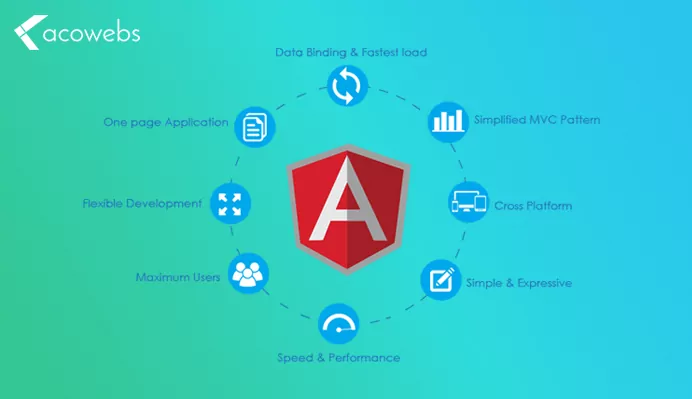 acowebs
Data Binding & Fastest load
One page Application
Simplified MVC Pattern
Flexible Development
Cross Platform
Maximum Users
Simple & Expressive
Speed & Performance
A